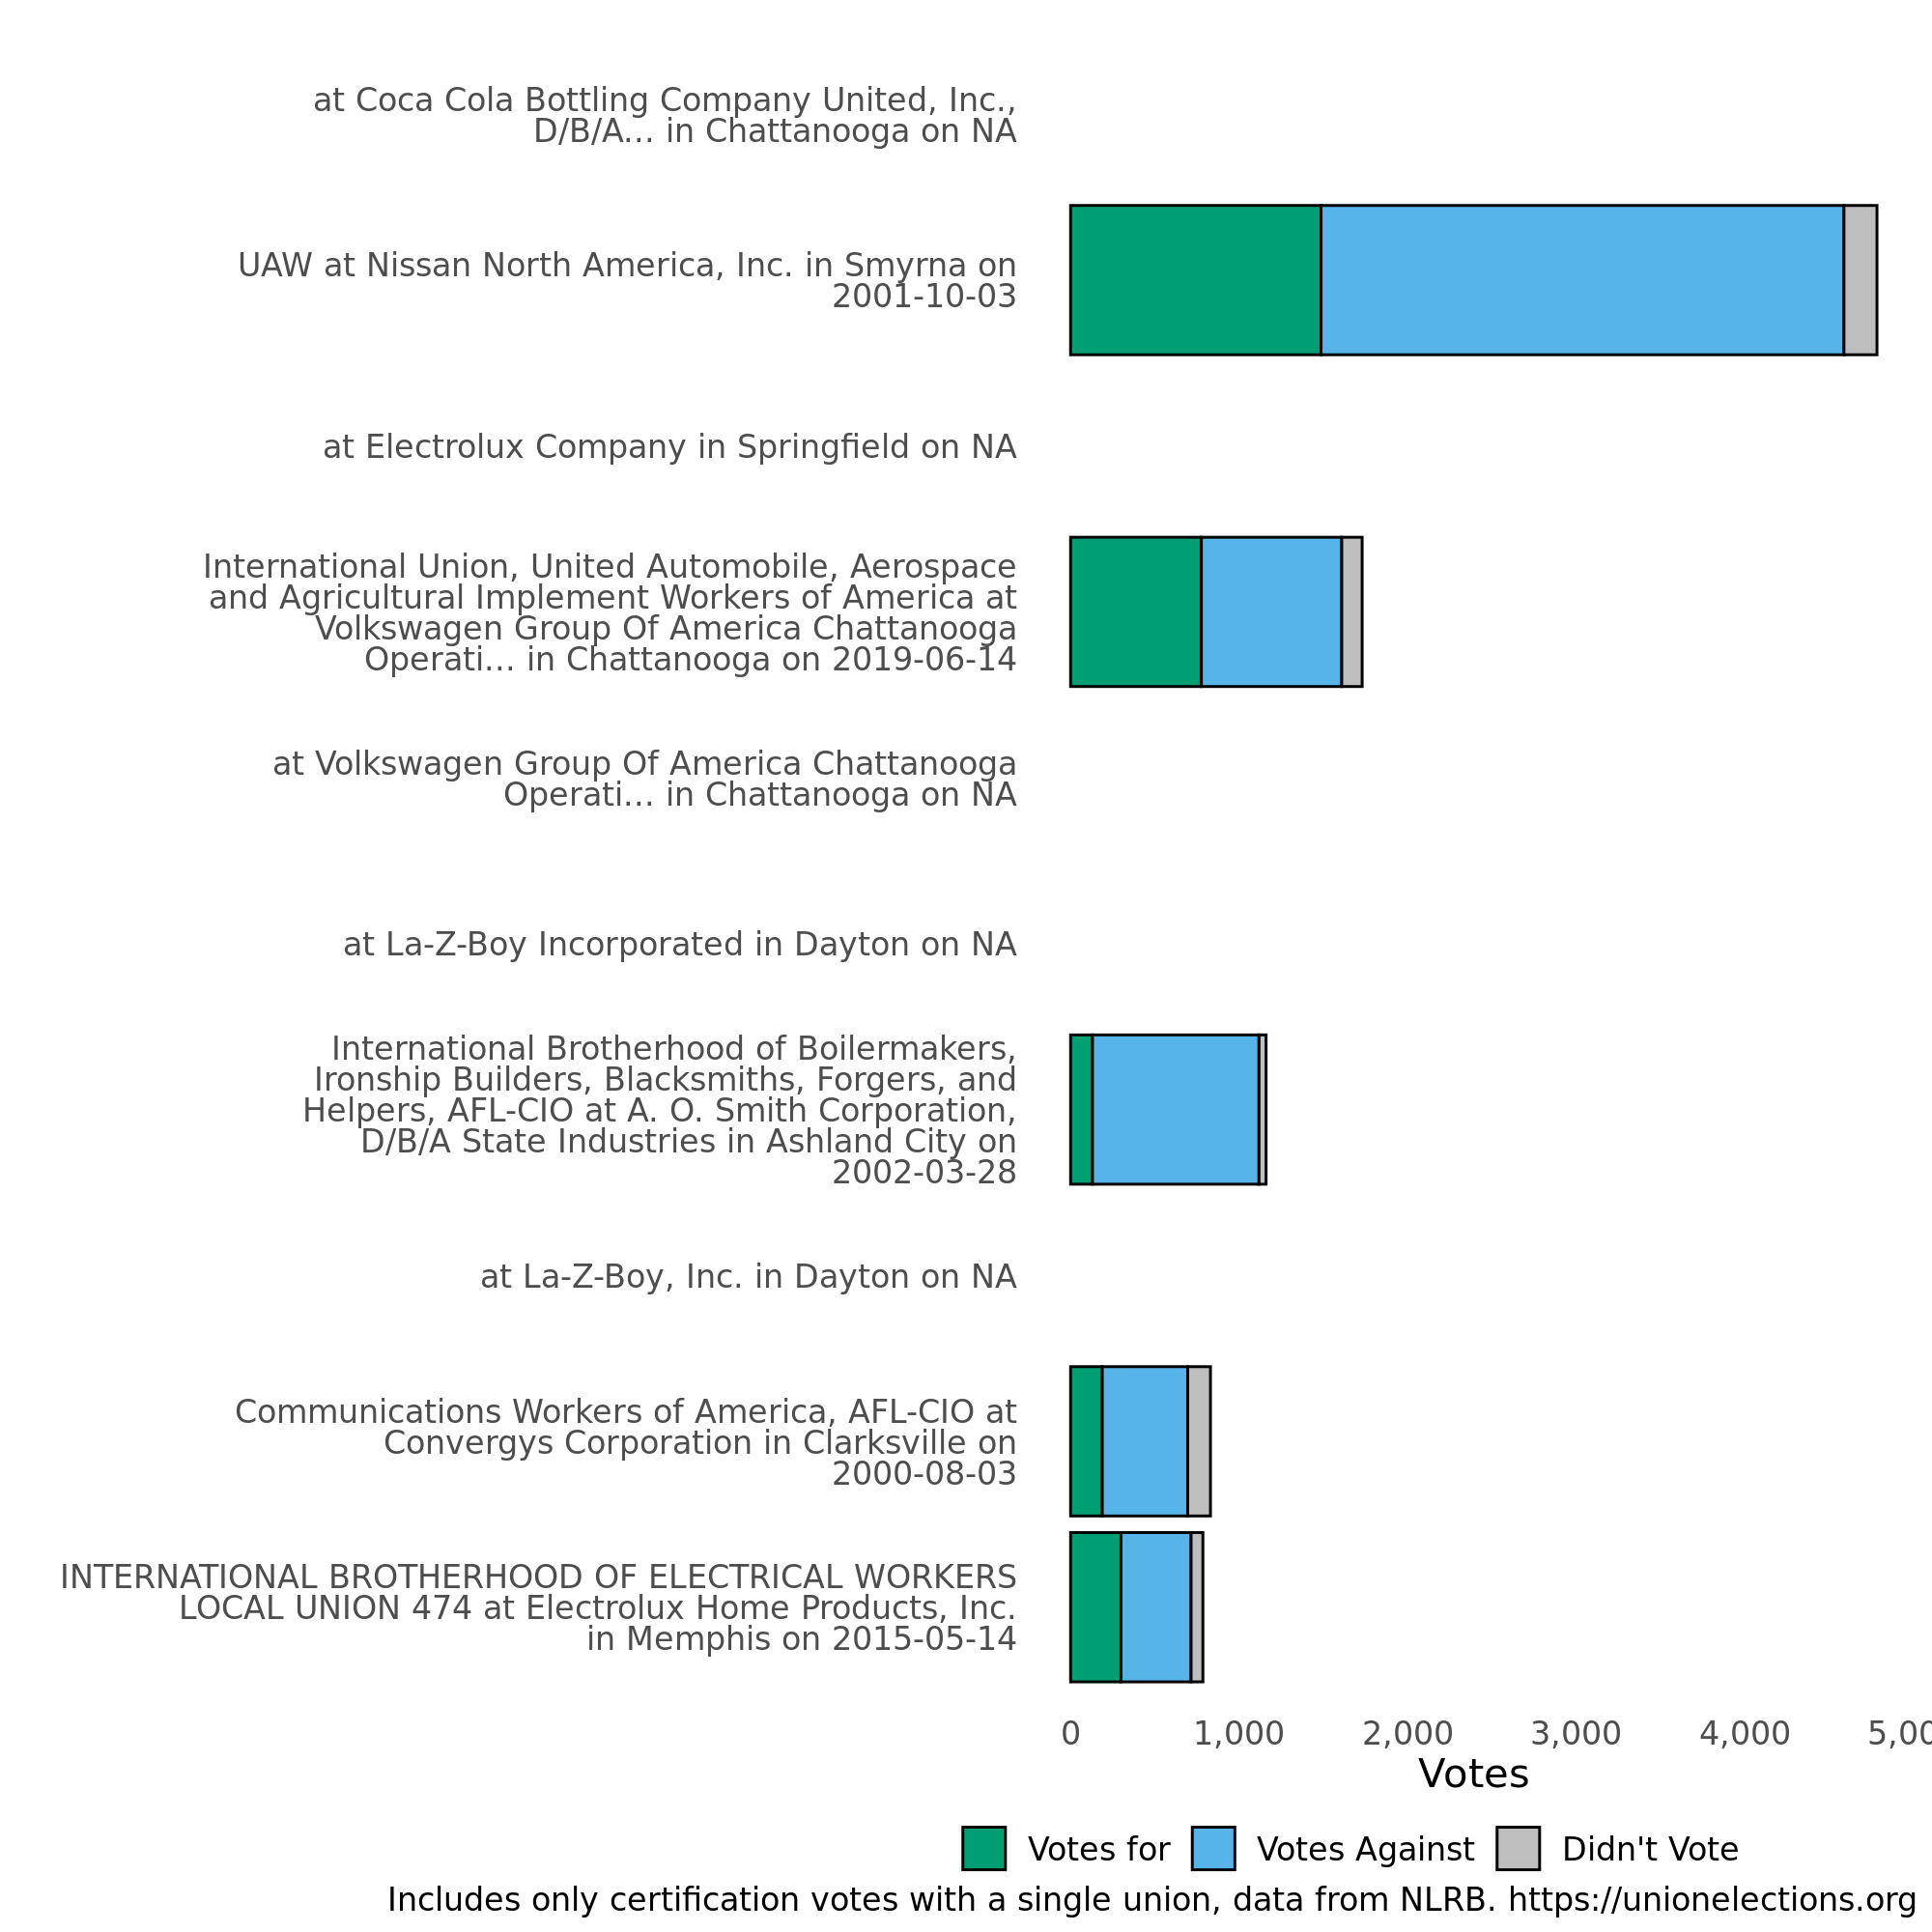 at Coca Cola Bottling Company United, Inc.,
D/B/A... in Chattanooga on NA
UAW at Nissan North America, Inc. in Smyrna on
2001-10-03
at Electrolux Company in Springfield on NA
International Union, United Automobile, Aerospace
and Agricultural Implement Workers of America at
Volkswagen Group Of America Chattanooga
Operati... in Chattanooga on 2019-06-14
at Volkswagen Group Of America Chattanooga
Operati... in Chattanooga on NA
at La-Z-Boy Incorporated in Dayton on NA
International Brotherhood of Boilermakers,
Ironship Builders, Blacksmiths, Forgers, and
Helpers, AFL-CIO at A. O. Smith Corporation,
D/B/A State Industries in Ashland City on
2002-03-28
at La-Z-Boy, Inc. in Dayton on NA
Communications Workers of America, AFL-CIO at
Convergys Corporation in Clarksville on
2000-08-03
INTERNATIONAL BROTHERHOOD OF ELECTRICAL WORKERS
LOCAL UNION 474 at Electrolux Home Products, Inc.
in Memphis on 2015-05-14
0 1,000 2,000 3,000 4,000
Votes
Votes for Votes Against Didn't Vote
Includes only certification votes with a single union, data from NLRB. https://unionelections.org